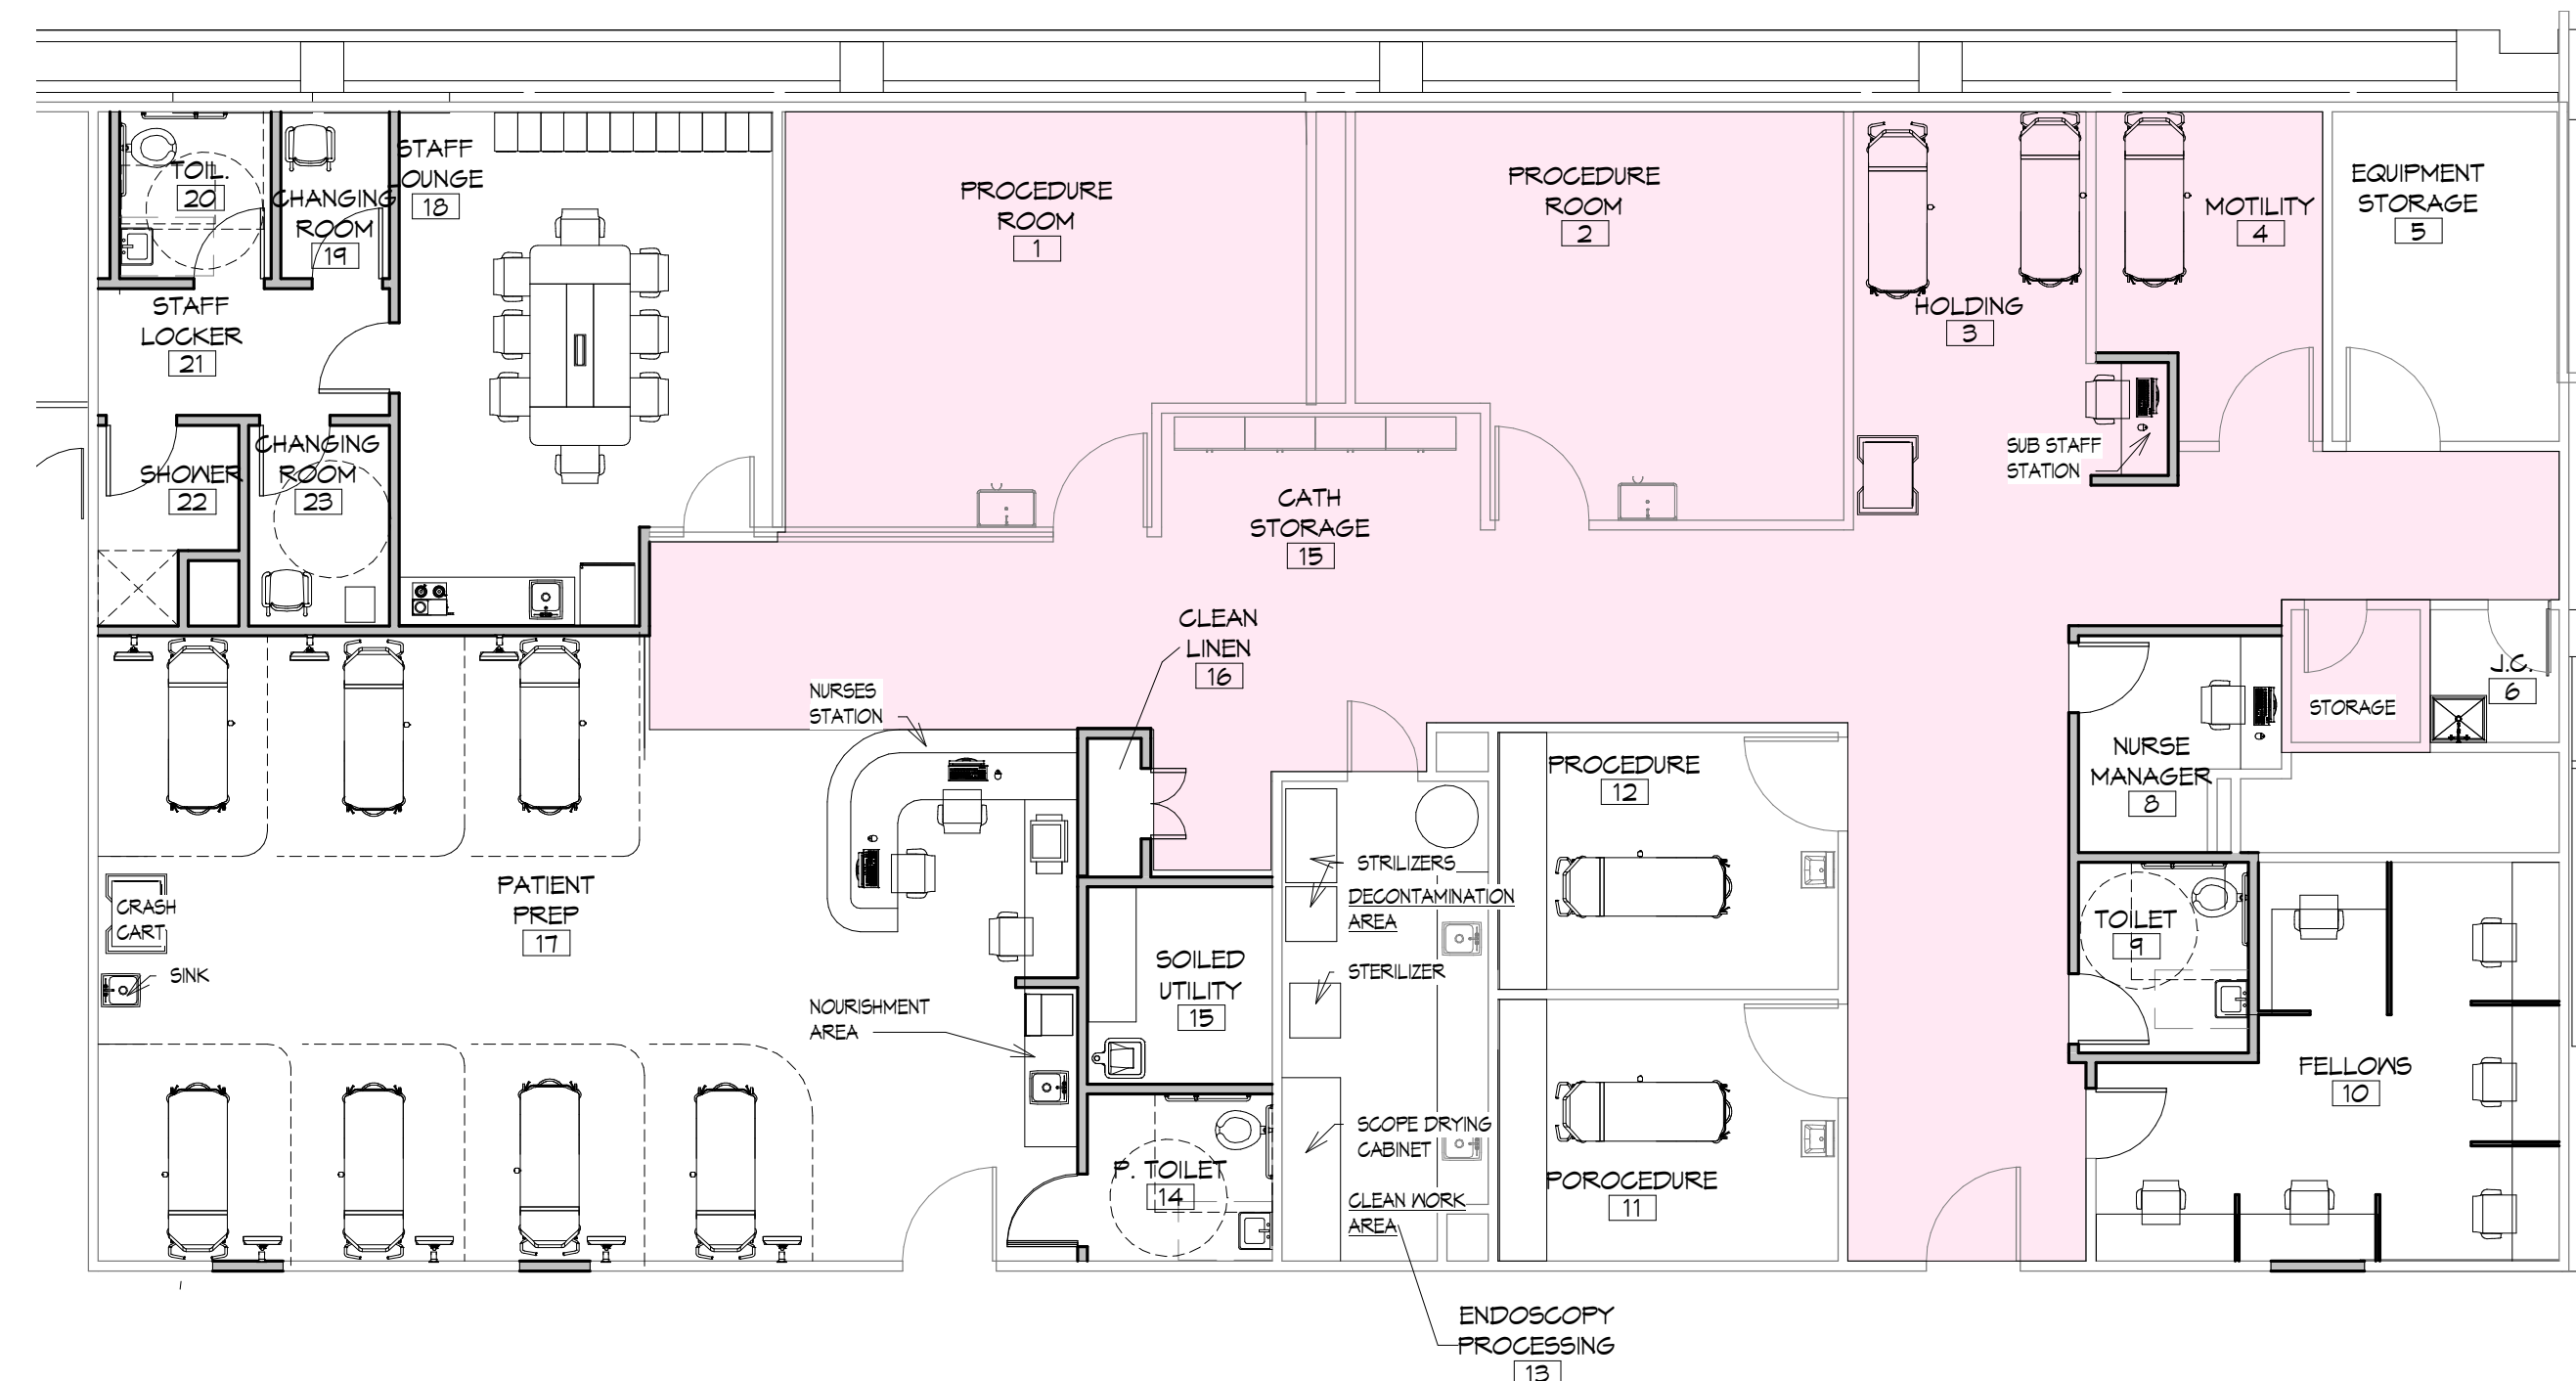 TOIL.
20
CHANGING
ROOM
19
STAFF
LOUNGE
18
PROCEDURE
ROOM
1
PROCEDURE
ROOM
2
HOLDING
3
MOTILITY
4
EQUIPMENT
STORAGE
5
STAFF
LOCKER
21
SHOWER
22
CHANGING
ROOM
23
SUB STAFF
STATION
CATH
STORAGE
15
CLEAN
LINEN
16
NURSES
STATION
STORAGE
J.C.
6
NURSE
MANAGER
8
PROCEDURE
12
STRILIZERS
DECONTAMINATION
AREA
CRASH
CART
PATIENT
PREP
17
SINK
TOILET
9
SOILED
UTILITY
15
STERILIZER
NOURISHMENT
AREA
FELLOWS
10
SCOPE DRYING
CABINET
P. TOILET
14
POROCEDURE
11
CLEAN WORK
AREA
ENDOSCOPY
PROCESSING
13